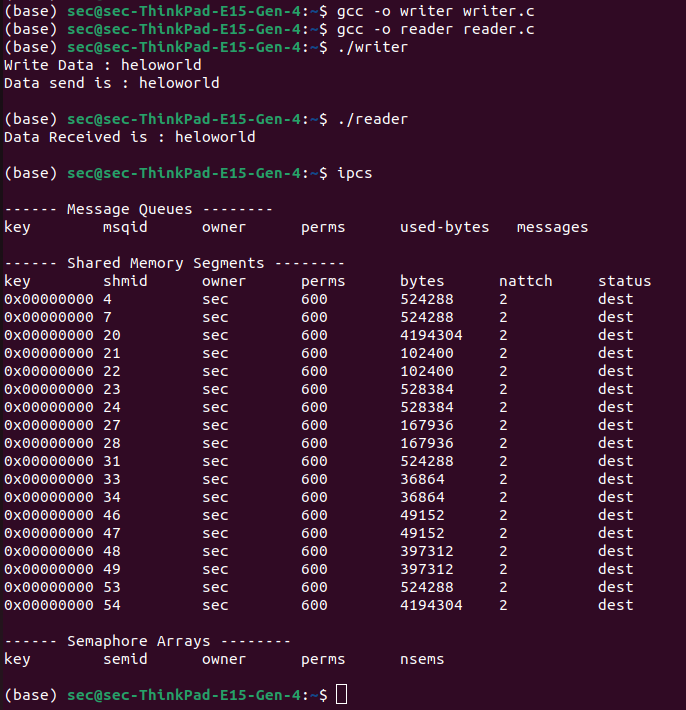 (base) sec@sec-ThinkPad-E15-Gen-4:~$ gcc -o writer writer.c
(base) sec@sec-ThinkPad-E15-Gen-4:~$ gcc -o reader reader.c
(base) sec@sec-ThinkPad-E15-Gen-4:~$ ./writer
Write Data : heloworld
Data send is : heloworld

(base) sec@sec-ThinkPad-E15-Gen-4:~$ ./reader
Data Received is : heloworld

(base) sec@sec-ThinkPad-E15-Gen-4:~$ ipcs

------ Message Queues --------
key        msqid      owner      perms      used-bytes   messages

------ Shared Memory Segments --------
key        shmid      owner      perms      bytes      nattch     status
0x00000000 4          sec        600        524288     2          dest
0x00000000 7          sec        600        524288     2          dest
0x00000000 20         sec        600        4194304    2          dest
0x00000000 21         sec        600        102400     2          dest
0x00000000 22         sec        600        102400     2          dest
0x00000000 23         sec        600        528384     2          dest
0x00000000 24         sec        600        528384     2          dest
0x00000000 27         sec        600        167936     2          dest
0x00000000 28         sec        600        167936     2          dest
0x00000000 31         sec        600        524288     2          dest
0x00000000 33         sec        600        36864      2          dest
0x00000000 34         sec        600        36864      2          dest
0x00000000 46         sec        600        49152      2          dest
0x00000000 47         sec        600        49152      2          dest
0x00000000 48         sec        600        397312     2          dest
0x00000000 49         sec        600        397312     2          dest
0x00000000 53         sec        600        524288     2          dest
0x00000000 54         sec        600        4194304    2          dest

------ Semaphore Arrays --------
key        semid      owner      perms      nsems

(base) sec@sec-ThinkPad-E15-Gen-4:~$